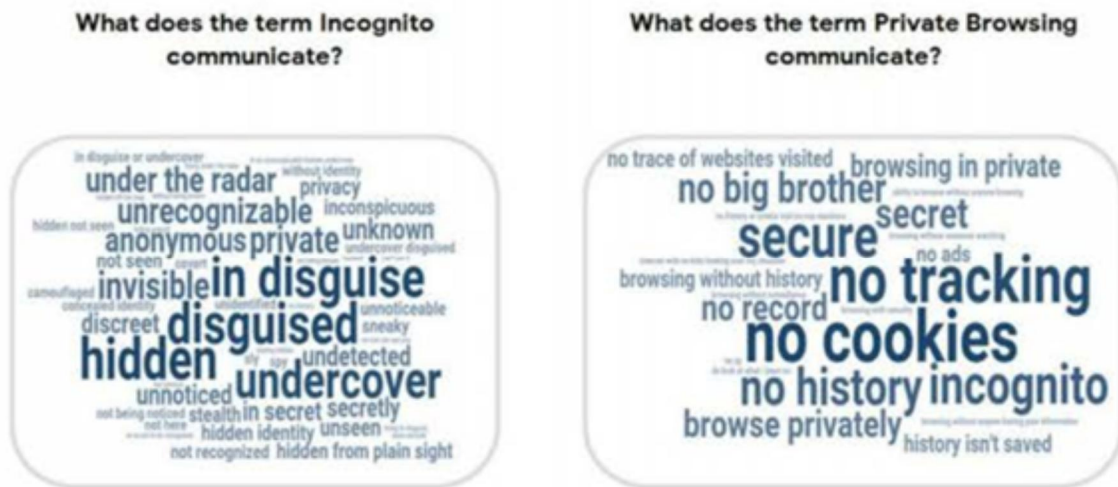 What does the term Incognito
communicate?
in disguise or undercover
without identity
under the radar
privacy
unrecognizable
inconspicuous
hidden not seen
unknown
anonymous private
undercover disguised
not seen
covert
invisible
in disguise
camouflaged
concealed identity
unidentified
unnoticeable
discreet
disguised
sneaky
hidden
sly
spy
undetected
undercover
unnoticed
not being noticed
stealth
in secret
secretly
not here
hidden identity
unseen
not recognized
hidden from plain sight
What does the term Private Browsing
communicate?
no trace of websites visited
browsing in private
no big brother
secret
secure
no ads
browsing without history
no tracking
no record
no cookies
no history
incognito
browse privately
history isn't saved